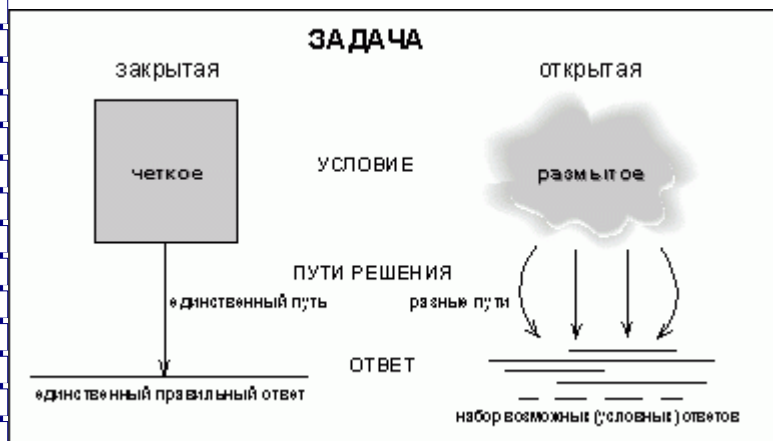 ЗАДАЧА
закрытая
открытая
четкое
УСЛОВИЕ
размытое
ПУТИ РЕШЕНИЯ
единственный путь
разные пути
ОТВЕТ
единственный правильный ответ
набор возможных (условных) ответов